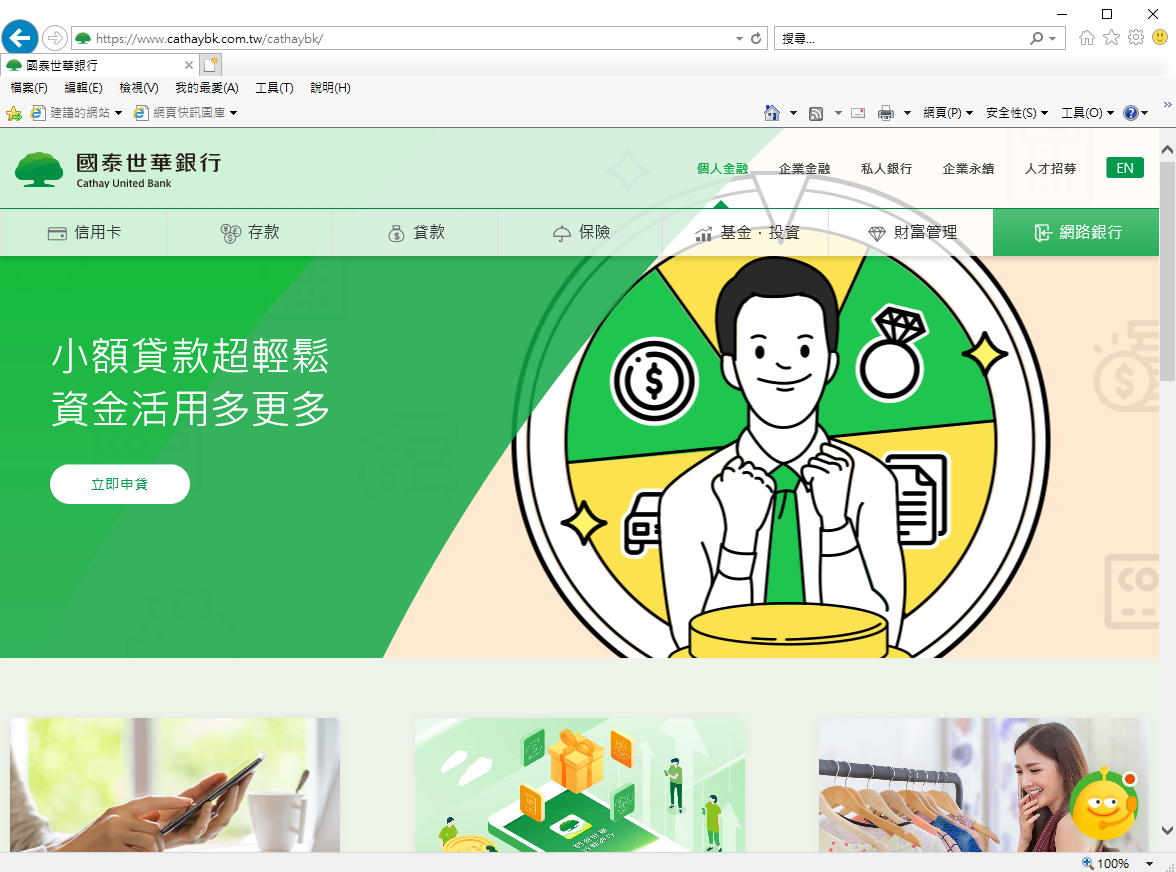 https://www.cathaybk.com.tw/cathaybk/
搜尋...
國泰世華銀行
檔案(F) 編輯(E) 檢視(V) 我的最愛(A) 工具(T) 說明(H)
建議的網站 網頁快訊圖庫
網頁(P) 安全性(S) 工具(O)
國泰世華銀行
Cathay United Bank
個人金融 企業金融 私人銀行 企業永續 人才招募 EN
信用卡 存款 貸款 保險 基金．投資 財富管理 網路銀行
小額貸款超輕鬆
資金活用多更多
立即申貸
CO
100%